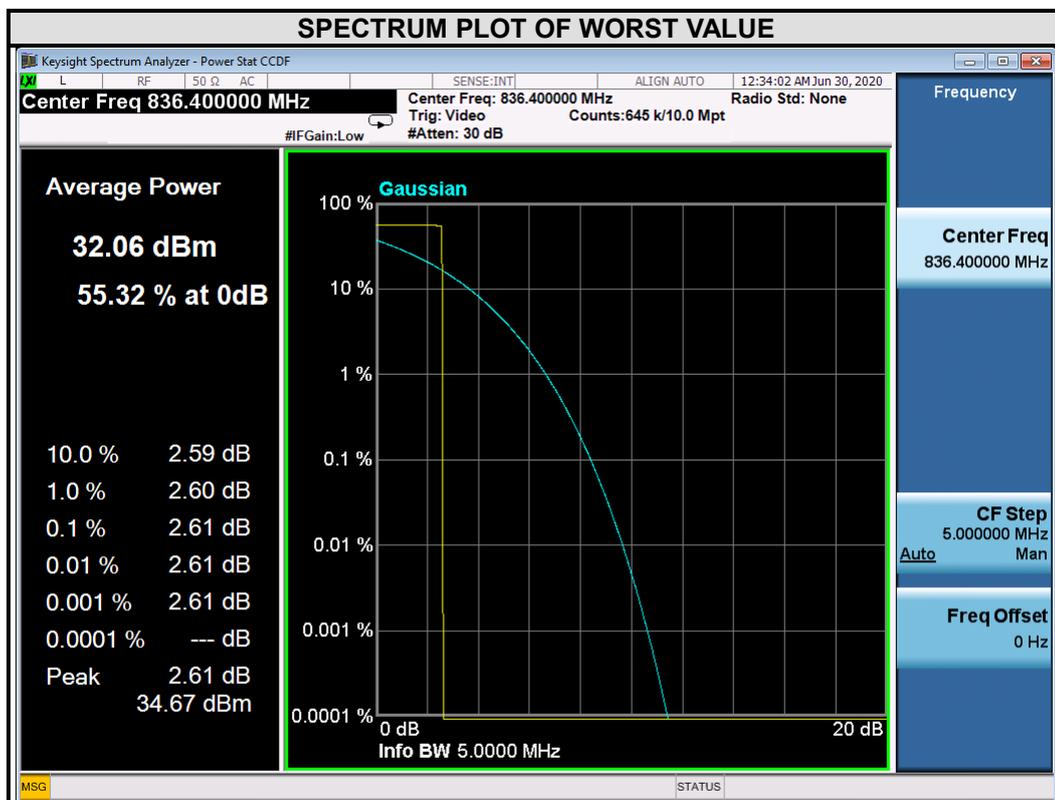 SPECTRUM PLOT OF WORST VALUE
Keysight Spectrum Analyzer - Power Stat CCDF
LXI L RF 50 Ω AC SENSE:INT ALIGN AUTO 12:34:02 AM Jun 30, 2020
Center Freq 836.400000 MHz
Center Freq: 836.400000 MHz Radio Std: None
Trig: Video Counts:645 k/10.0 Mpt
#IFGain:Low #Atten: 30 dB
Average Power
32.06 dBm
55.32 % at 0dB
10.0 % 2.59 dB
1.0 % 2.60 dB
0.1 % 2.61 dB
0.01 % 2.61 dB
0.001 % 2.61 dB
0.0001 % --- dB
Peak 2.61 dB
34.67 dBm
Gaussian
100 %
10 %
1 %
0.1 %
0.01 %
0.001 %
0.0001 %
0 dB 20 dB
Info BW 5.0000 MHz
Frequency
Center Freq
836.400000 MHz
CF Step
5.000000 MHz
Auto Man
Freq Offset
0 Hz
MSG STATUS